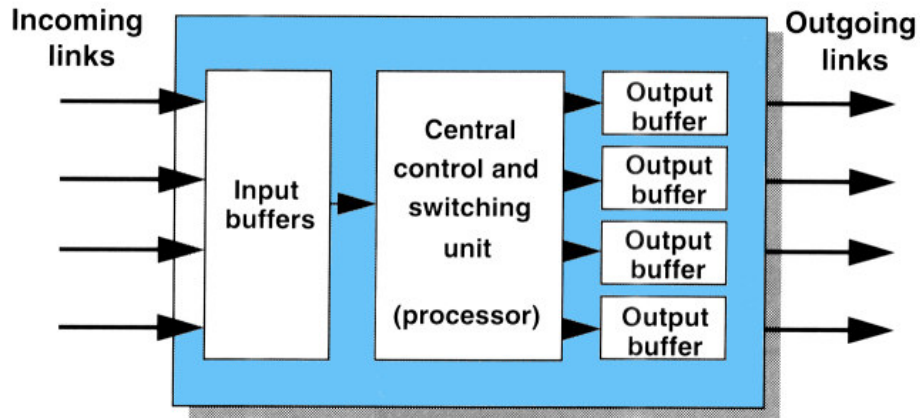 Incoming
links
Outgoing
links
Input
buffers
Central
control and
switching
unit
(processor)
Output
buffer
Output
buffer
Output
buffer
Output
buffer